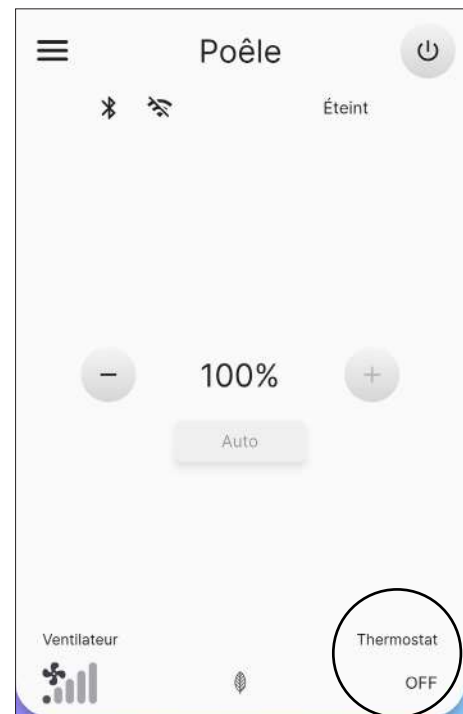 Poêle
Éteint
100%
Auto
Ventilateur
Thermostat
OFF